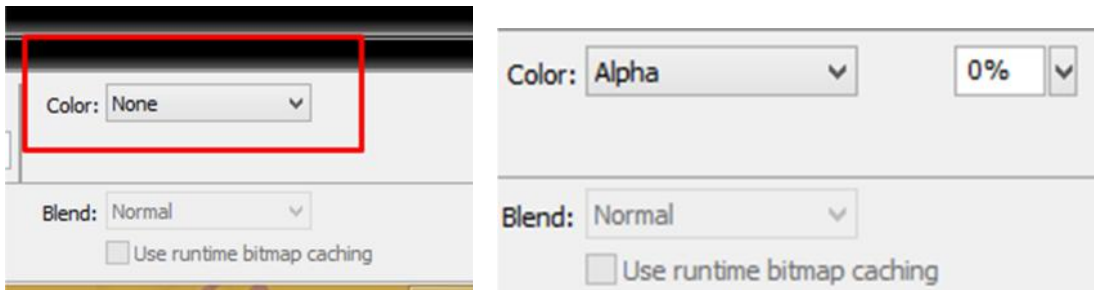 Color: None
Blend: Normal
Use runtime bitmap caching
Color: Alpha 0%
Blend: Normal
Use runtime bitmap caching